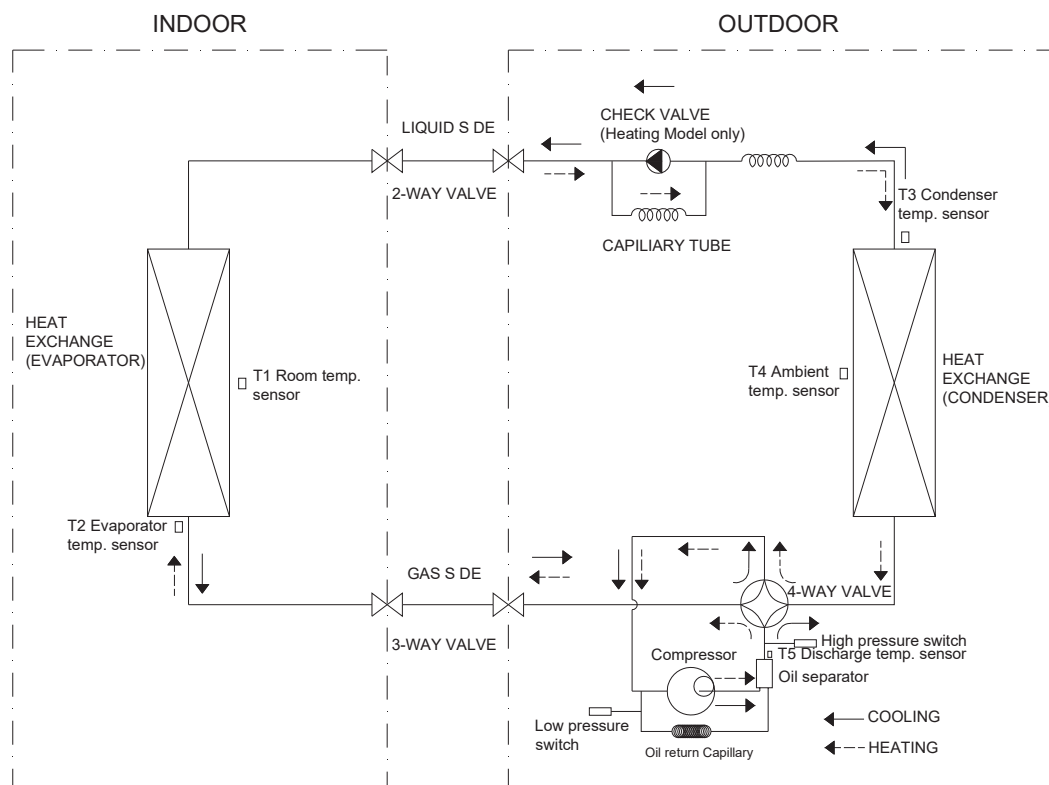 INDOOR
OUTDOOR
LIQUID S DE
2-WAY VALVE
CHECK VALVE
(Heating Model only)
CAPILIARY TUBE
T3 Condenser
temp. sensor
HEAT
EXCHANGE
(EVAPORATOR)
T1 Room temp.
sensor
T4 Ambient
temp. sensor
HEAT
EXCHANGE
(CONDENSER
T2 Evaporator
temp. sensor
GAS S DE
3-WAY VALVE
4-WAY VALVE
High pressure switch
T5 Discharge temp. sensor
Compressor
Oil separator
Low pressure
switch
Oil return Capillary
COOLING
HEATING